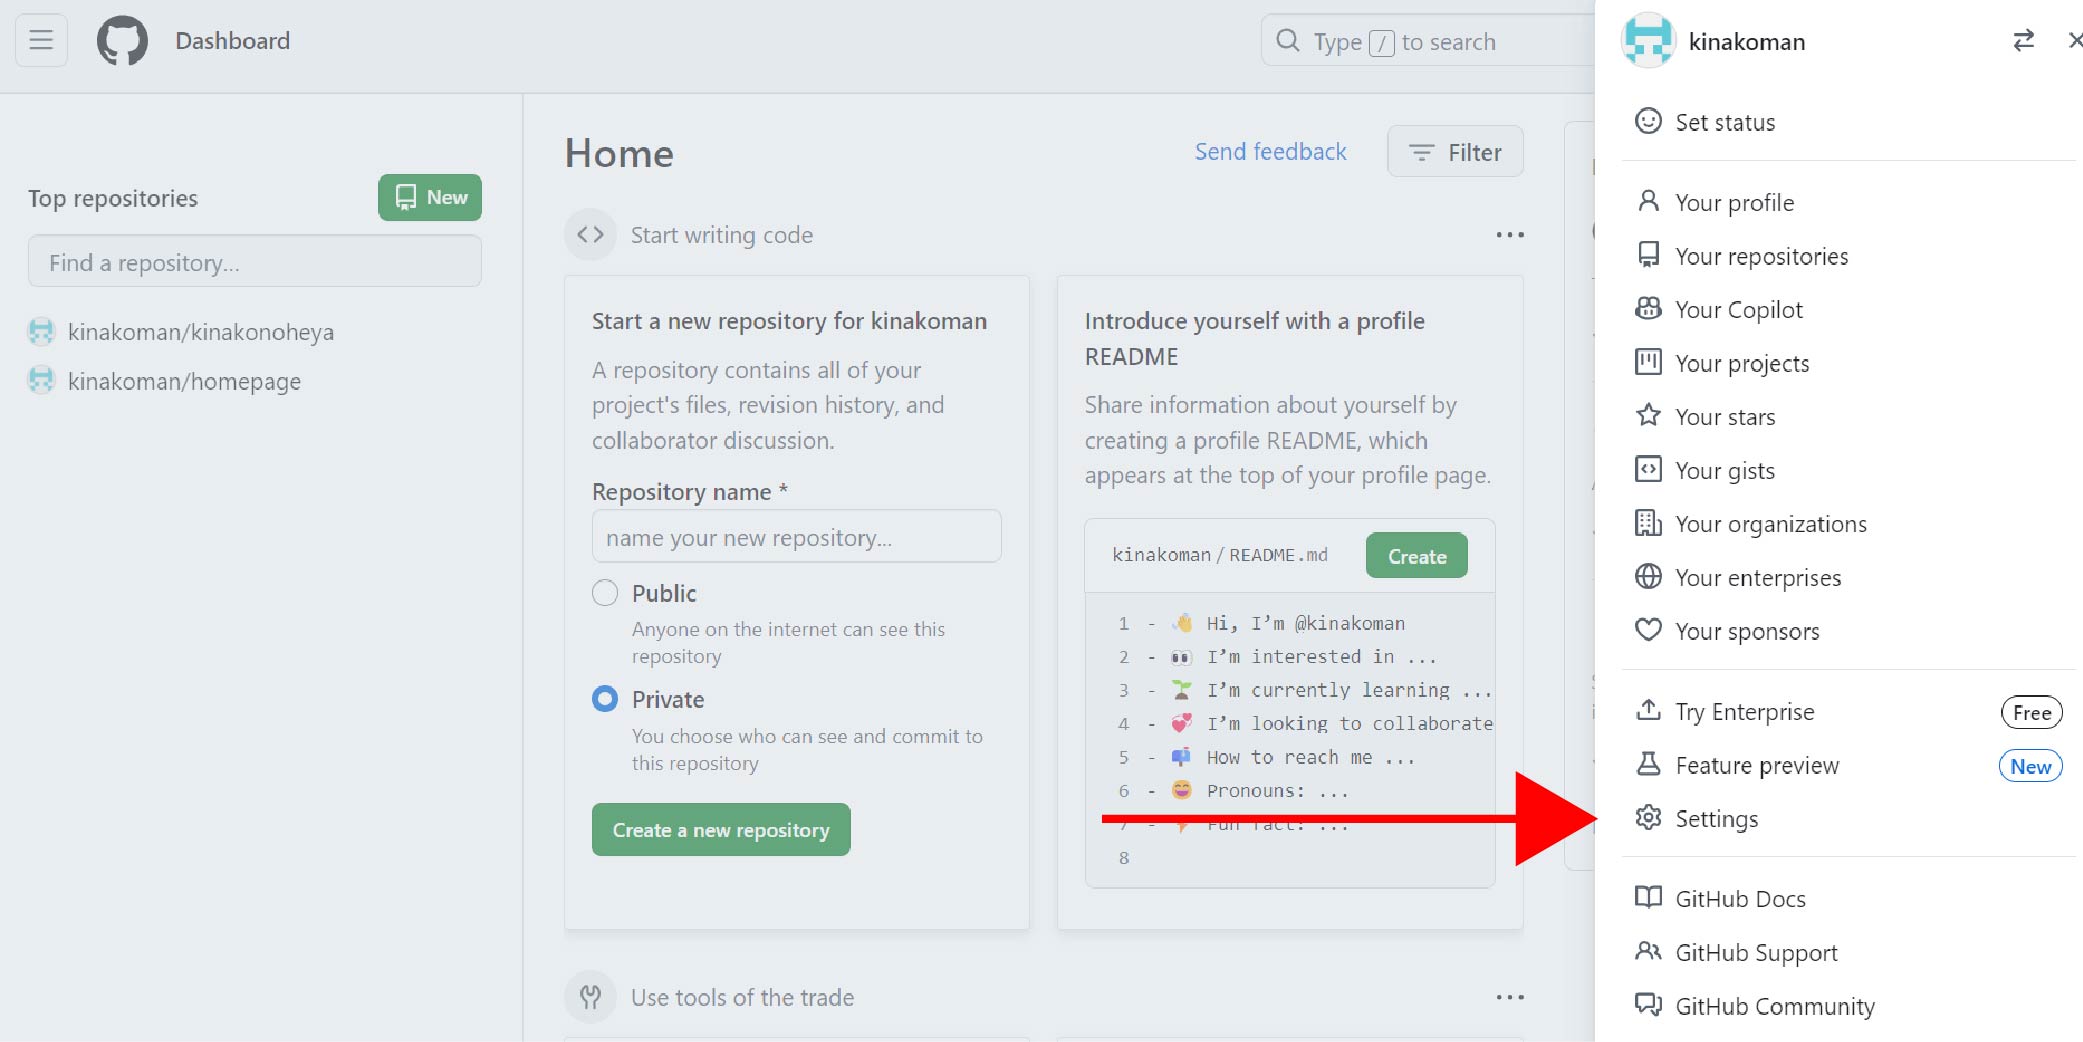 Dashboard
Type / to search
Top repositories
New
Find a repository...
kinakoman/kinakonoheya
kinakoman/homepage
Home
Send feedback
Filter
Start writing code
Start a new repository for kinakoman
A repository contains all of your
project's files, revision history, and
collaborator discussion.
Repository name *
name your new repository...
Public
Anyone on the internet can see this
repository
Private
You choose who can see and commit to
this repository
Create a new repository
Introduce yourself with a profile
README
Share information about yourself by
creating a profile README, which
appears at the top of your profile page.
kinakoman / README.md
Create
1 - 👋 Hi, I’m @kinakoman
2 - 👀 I’m interested in ...
3 - 🌱 I’m currently learning ...
4 - 💞️ I’m looking to collaborate
5 - 📫 How to reach me ...
6 - 😄 Pronouns: ...
7 - ⚡ Fun fact: ...
8
Use tools of the trade
kinakoman
Set status
Your profile
Your repositories
Your Copilot
Your projects
Your stars
Your gists
Your organizations
Your enterprises
Your sponsors
Try Enterprise
Free
Feature preview
New
Settings
GitHub Docs
GitHub Support
GitHub Community